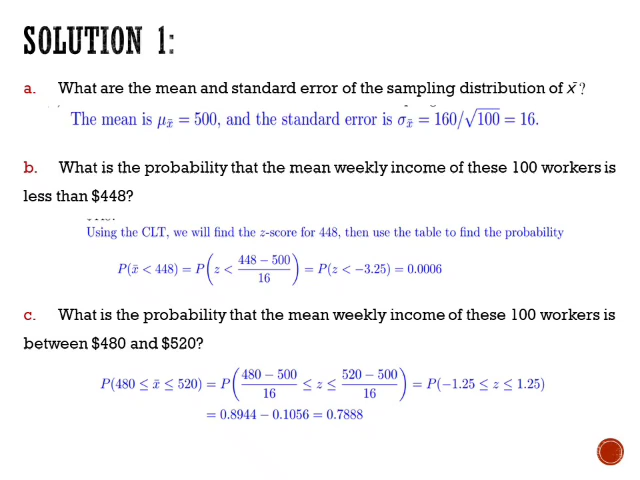 SOLUTION 1:
a. What are the mean and standard error of the sampling distribution of x̄ ?
The mean is μ_x̄ = 500, and the standard error is σ_x̄ = 160/√100 = 16.
b. What is the probability that the mean weekly income of these 100 workers is
less than $448?
Using the CLT, we will find the z-score for 448, then use the table to find the probability
P(x̄ < 448) = P(z < (448 − 500)/16) = P(z < −3.25) = 0.0006
c. What is the probability that the mean weekly income of these 100 workers is
between $480 and $520?
P(480 ≤ x̄ ≤ 520) = P((480 − 500)/16 ≤ z ≤ (520 − 500)/16) = P(−1.25 ≤ z ≤ 1.25)
= 0.8944 − 0.1056 = 0.7888